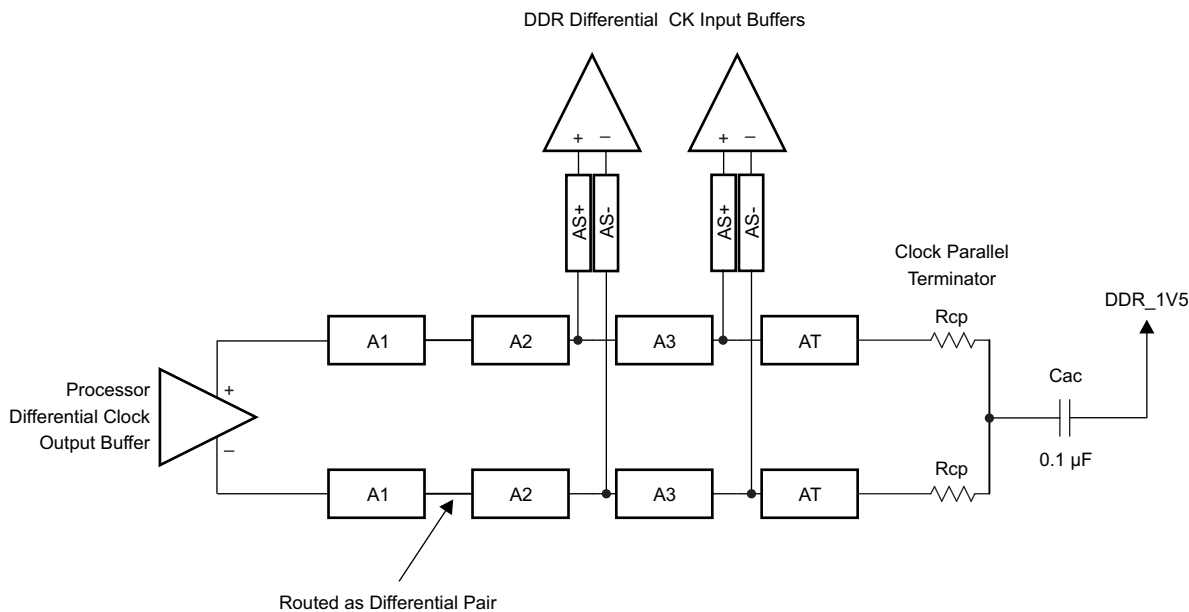 DDR Differential CK Input Buffers
+ –
+ –
AS+
AS-
AS+
AS-
Clock Parallel
Terminator
DDR_1V5
Rcp
A1
A2
A3
AT
Cac
Processor
Differential Clock
Output Buffer
+
–
0.1 µF
Rcp
A1
A2
A3
AT
Routed as Differential Pair